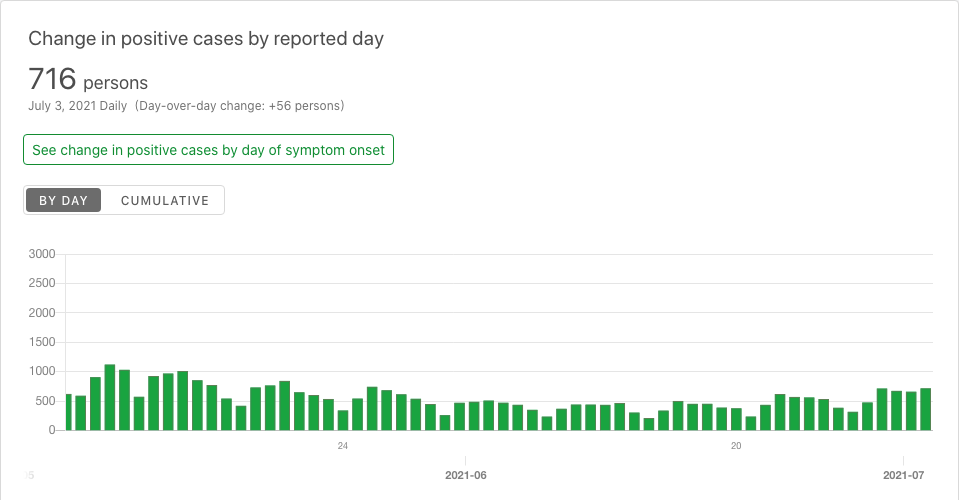 Change in positive cases by reported day
716 persons
July 3, 2021 Daily (Day-over-day change: +56 persons)
See change in positive cases by day of symptom onset
BY DAY CUMULATIVE
3000
2500
2000
1500
1000
500
0
24 20
2021-06 2021-07